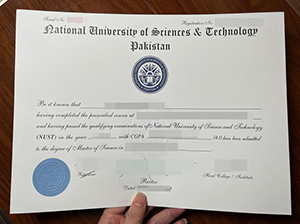 Serial No
Registration No.
National University of Sciences & Technology
Pakistan
Be it known that
having completed the prescribed course at
and having passed the qualifying examinations of National University of Science and Technology
(NUST) in the year with CGPA /4.0 has been admitted
to the degree of Master of Science in
Rector
Head College / Institute
Dated